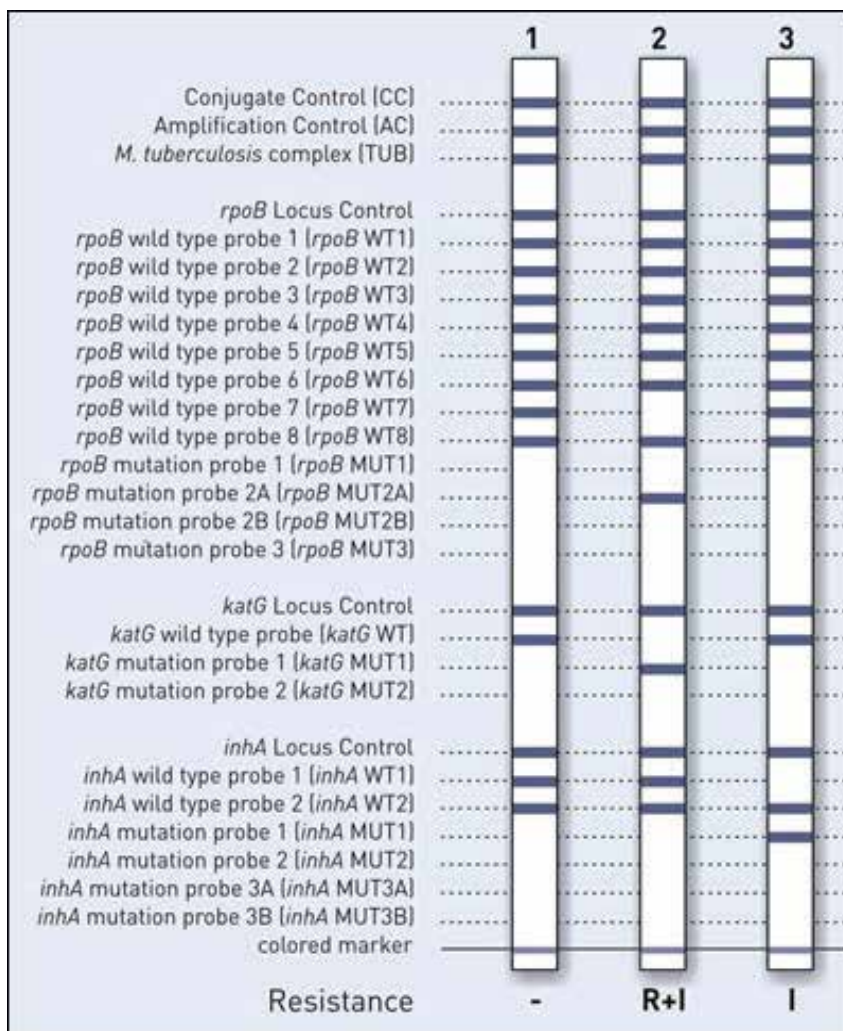 1 2 3
Conjugate Control (CC)
Amplification Control (AC)
M. tuberculosis complex (TUB)
rpoB Locus Control
rpoB wild type probe 1 (rpoB WT1)
rpoB wild type probe 2 (rpoB WT2)
rpoB wild type probe 3 (rpoB WT3)
rpoB wild type probe 4 (rpoB WT4)
rpoB wild type probe 5 (rpoB WT5)
rpoB wild type probe 6 (rpoB WT6)
rpoB wild type probe 7 (rpoB WT7)
rpoB wild type probe 8 (rpoB WT8)
rpoB mutation probe 1 (rpoB MUT1)
rpoB mutation probe 2A (rpoB MUT2A)
rpoB mutation probe 2B (rpoB MUT2B)
rpoB mutation probe 3 (rpoB MUT3)
katG Locus Control
katG wild type probe (katG WT)
katG mutation probe 1 (katG MUT1)
katG mutation probe 2 (katG MUT2)
inhA Locus Control
inhA wild type probe 1 (inhA WT1)
inhA wild type probe 2 (inhA WT2)
inhA mutation probe 1 (inhA MUT1)
inhA mutation probe 2 (inhA MUT2)
inhA mutation probe 3A (inhA MUT3A)
inhA mutation probe 3B (inhA MUT3B)
colored marker
Resistance - R+I I